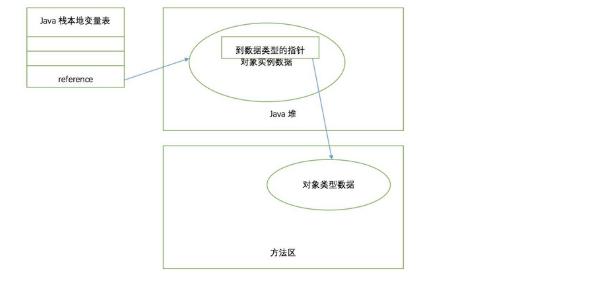 Java 栈本地变量表
reference
到数据类型的指针
对象实例数据
Java 堆
对象类型数据
方法区